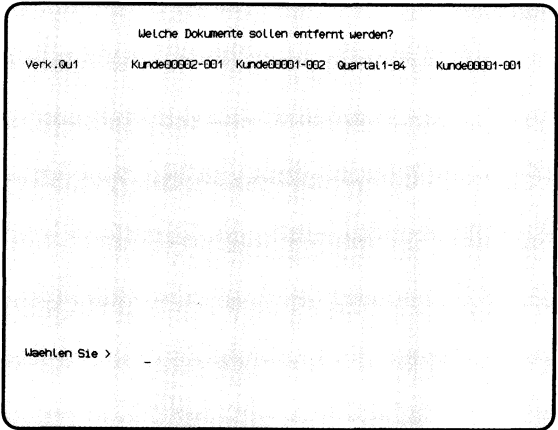 Welche Dokumente sollen entfernt werden?
Verk.Qu1 Kunde00002-001 Kunde00001-002 Quartal1-84 Kunde00001-001
Waehlen Sie > _